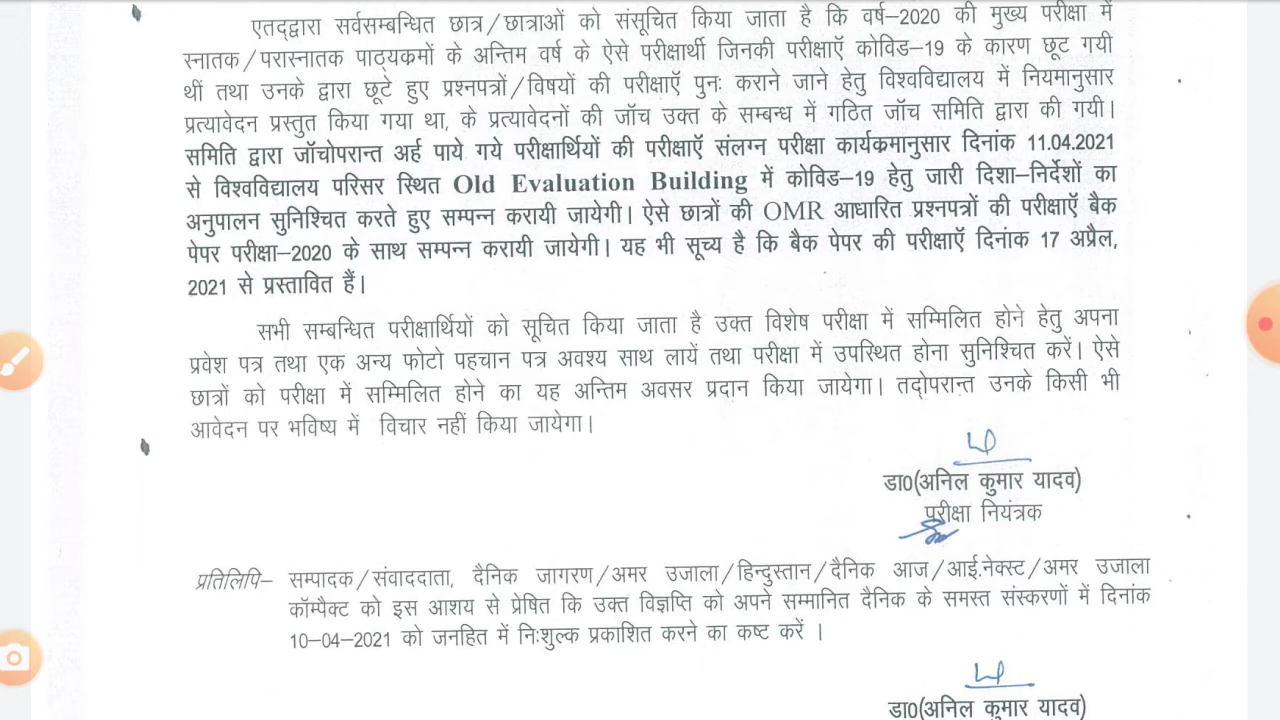 एतद्द्वारा सर्वसम्बन्धित छात्र/छात्राओं को संसूचित किया जाता है कि वर्ष–2020 की मुख्य परीक्षा में
स्नातक/परास्नातक पाठ्यक्रमों के अन्तिम वर्ष के ऐसे परीक्षार्थी जिनकी परीक्षाऍ कोविड–19 के कारण छूट गयी
थीं तथा उनके द्वारा छूटे हुए प्रश्नपत्रों/विषयों की परीक्षाऍ पुनः कराने जाने हेतु विश्वविद्यालय में नियमानुसार
प्रत्यावेदन प्रस्तुत किया गया था, के प्रत्यावेदनों की जॉच उक्त के सम्बन्ध में गठित जॉच समिति द्वारा की गयी।
समिति द्वारा जॉचोपरान्त अर्ह पाये गये परीक्षार्थियों की परीक्षाऍ संलग्न परीक्षा कार्यक्रमानुसार दिनांक 11.04.2021
से विश्वविद्यालय परिसर स्थित Old Evaluation Building में कोविड–19 हेतु जारी दिशा–निर्देशों का
अनुपालन सुनिश्चित करते हुए सम्पन्न करायी जायेगी। ऐसे छात्रों की OMR आधारित प्रश्नपत्रों की परीक्षाऍ बैक
पेपर परीक्षा–2020 के साथ सम्पन्न करायी जायेगी। यह भी सूच्य है कि बैक पेपर की परीक्षाऍ दिनांक 17 अप्रैल,
2021 से प्रस्तावित हैं।
सभी सम्बन्धित परीक्षार्थियों को सूचित किया जाता है उक्त विशेष परीक्षा में सम्मिलित होने हेतु अपना
प्रवेश पत्र तथा एक अन्य फोटो पहचान पत्र अवश्य साथ लायें तथा परीक्षा में उपस्थित होना सुनिश्चित करें। ऐसे
छात्रों को परीक्षा में सम्मिलित होने का यह अन्तिम अवसर प्रदान किया जायेगा। तद्‍ोपरान्त उनके किसी भी
आवेदन पर भविष्य में विचार नहीं किया जायेगा।
डा0(अनिल कुमार यादव)
परीक्षा नियंत्रक
प्रतिलिपि– सम्पादक/संवाददाता, दैनिक जागरण/अमर उजाला/हिन्दुस्तान/दैनिक आज/आई.नेक्स्ट/अमर उजाला
कॉम्पैक्ट को इस आशय से प्रेषित कि उक्त विज्ञप्ति को अपने सम्मानित दैनिक के समस्त संस्करणों में दिनांक
10–04–2021 को जनहित में निःशुल्क प्रकाशित करने का कष्ट करें ।
डा0(अनिल कुमार यादव)